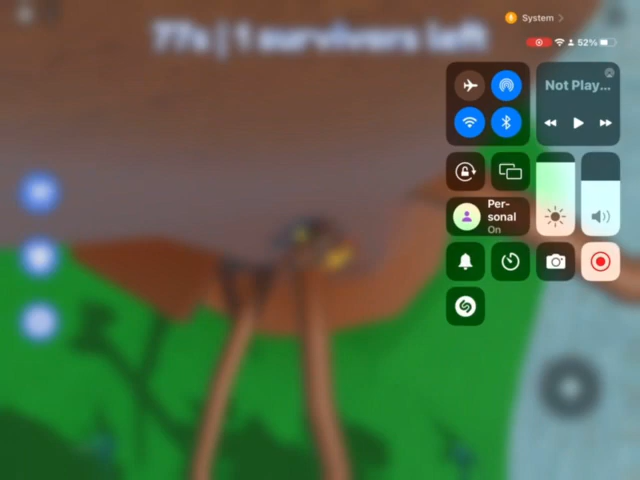 System
52%
77s | 1 survivors left
Not Play...
Per-
sonal
On